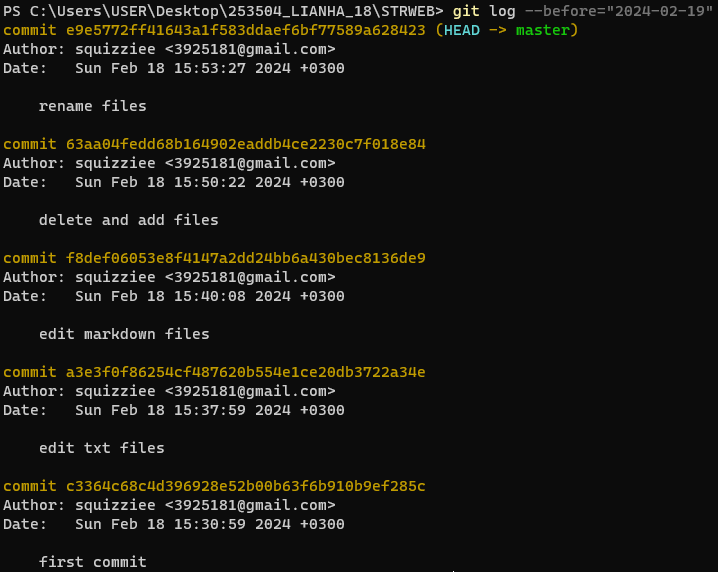 PS C:\Users\USER\Desktop\253504_LIANHA_18\STRWEB> git log --before="2024-02-19"
commit e9e5772ff41643a1f583ddaef6bf77589a628423 (HEAD -> master)
Author: squizziee <3925181@gmail.com>
Date:   Sun Feb 18 15:53:27 2024 +0300
rename files
commit 63aa04fedd68b164902eaddb4ce2230c7f018e84
Author: squizziee <3925181@gmail.com>
Date:   Sun Feb 18 15:50:22 2024 +0300
delete and add files
commit f8def06053e8f4147a2dd24bb6a430bec8136de9
Author: squizziee <3925181@gmail.com>
Date:   Sun Feb 18 15:40:08 2024 +0300
edit markdown files
commit a3e3f0f86254cf487620b554e1ce20db3722a34e
Author: squizziee <3925181@gmail.com>
Date:   Sun Feb 18 15:37:59 2024 +0300
edit txt files
commit c3364c68c4d396928e52b00b63f6b910b9ef285c
Author: squizziee <3925181@gmail.com>
Date:   Sun Feb 18 15:30:59 2024 +0300
first commit